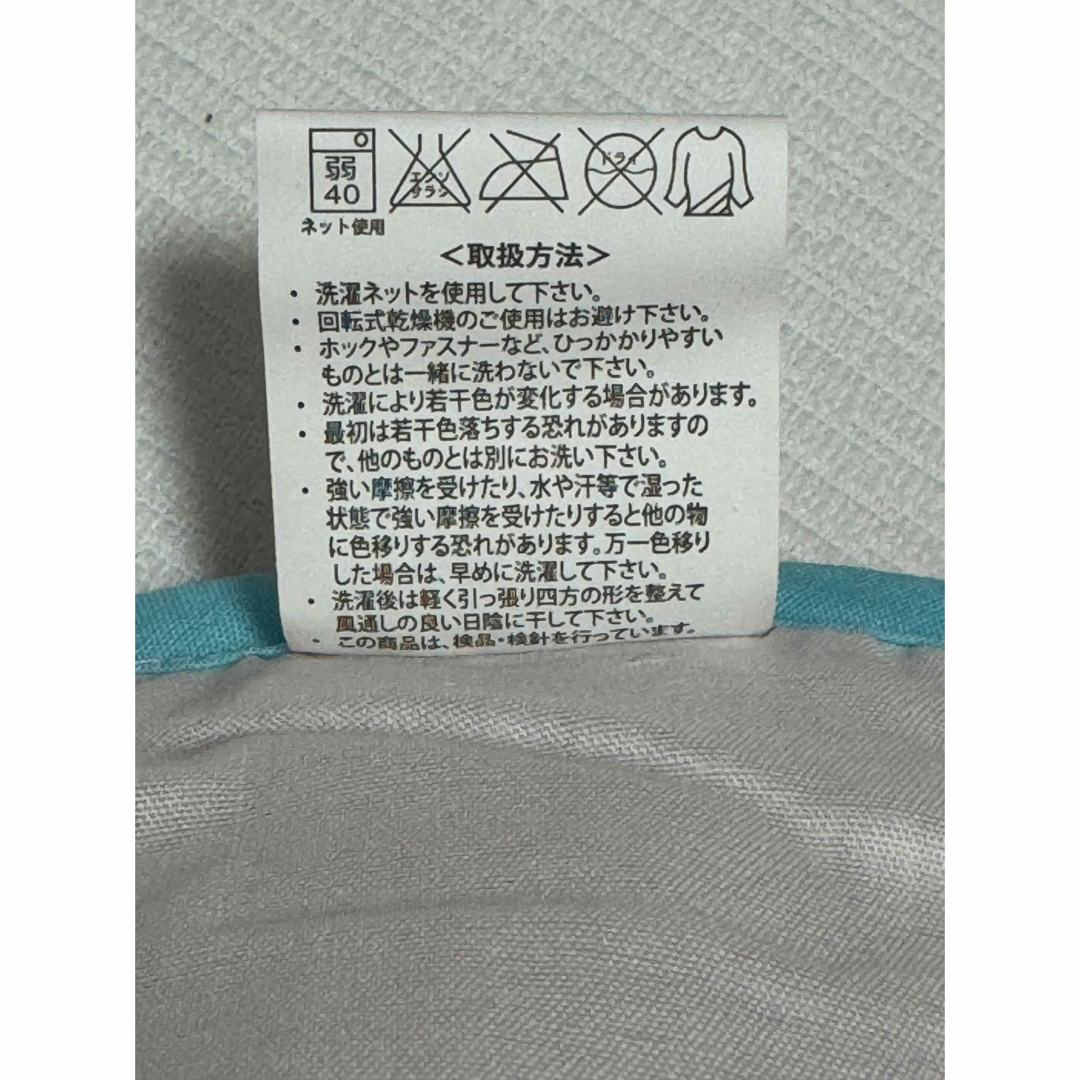 弱
40
ネット使用
エンソ
サラシ
ドライ
<取扱方法>
・ 洗濯ネットを使用して下さい。
・ 回転式乾燥機のご使用はお避け下さい。
・ ホックやファスナーなど、ひっかかりやすい
ものとは一緒に洗わないで下さい。
・ 洗濯により若干色が変化する場合があります。
・ 最初は若干色落ちする恐れがありますの
で、他のものとは別にお洗い下さい。
・ 強い摩擦を受けたり、水や汗等で湿った
状態で強い摩擦を受けたりすると他の物
に色移りする恐れがあります。万一色移り
した場合は、早めに洗濯して下さい。
・ 洗濯後は軽く引っ張り四方の形を整えて
風通しの良い日陰に干して下さい。
・ この商品は、検品・検針を行っています。